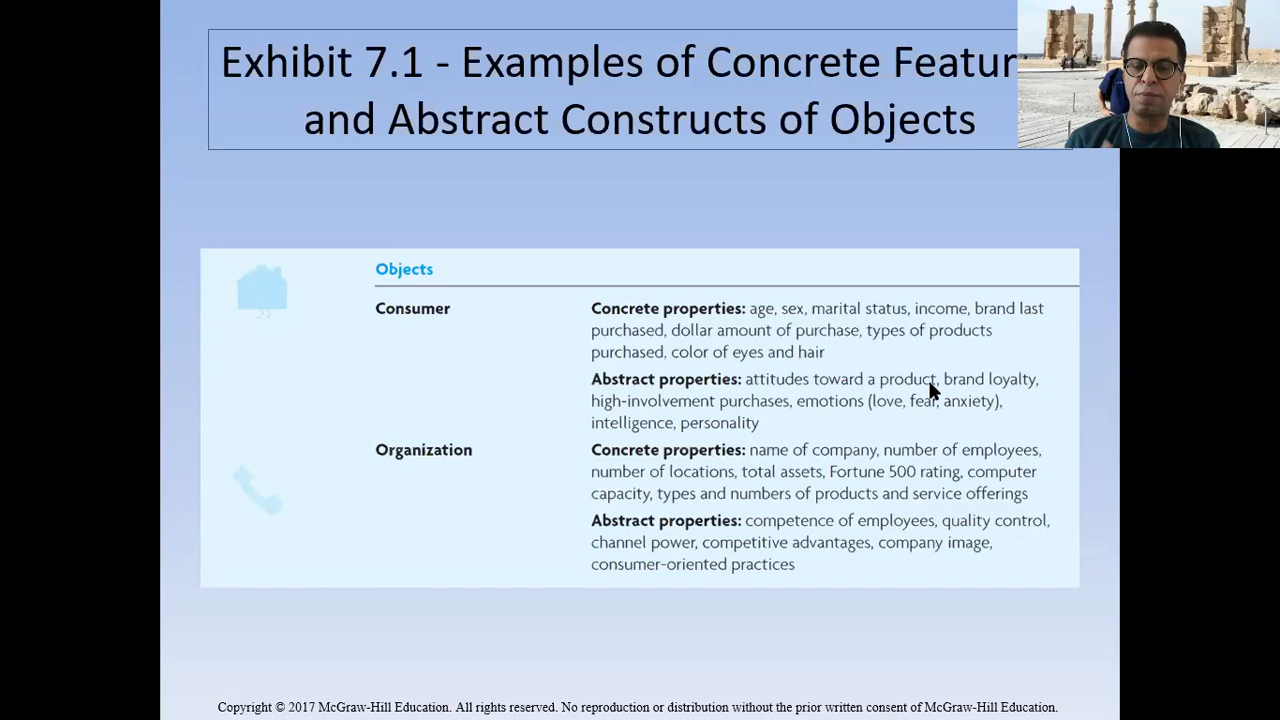 Exhibit 7.1 - Examples of Concrete Featur
and Abstract Constructs of Objects
Objects
Consumer
Concrete properties: age, sex, marital status, income, brand last
purchased, dollar amount of purchase, types of products
purchased, color of eyes and hair
Abstract properties: attitudes toward a product, brand loyalty,
high-involvement purchases, emotions (love, fear, anxiety),
intelligence, personality
Organization
Concrete properties: name of company, number of employees,
number of locations, total assets, Fortune 500 rating, computer
capacity, types and numbers of products and service offerings
Abstract properties: competence of employees, quality control,
channel power, competitive advantages, company image,
consumer-oriented practices
Copyright © 2017 McGraw-Hill Education. All rights reserved. No reproduction or distribution without the prior written consent of McGraw-Hill Education.